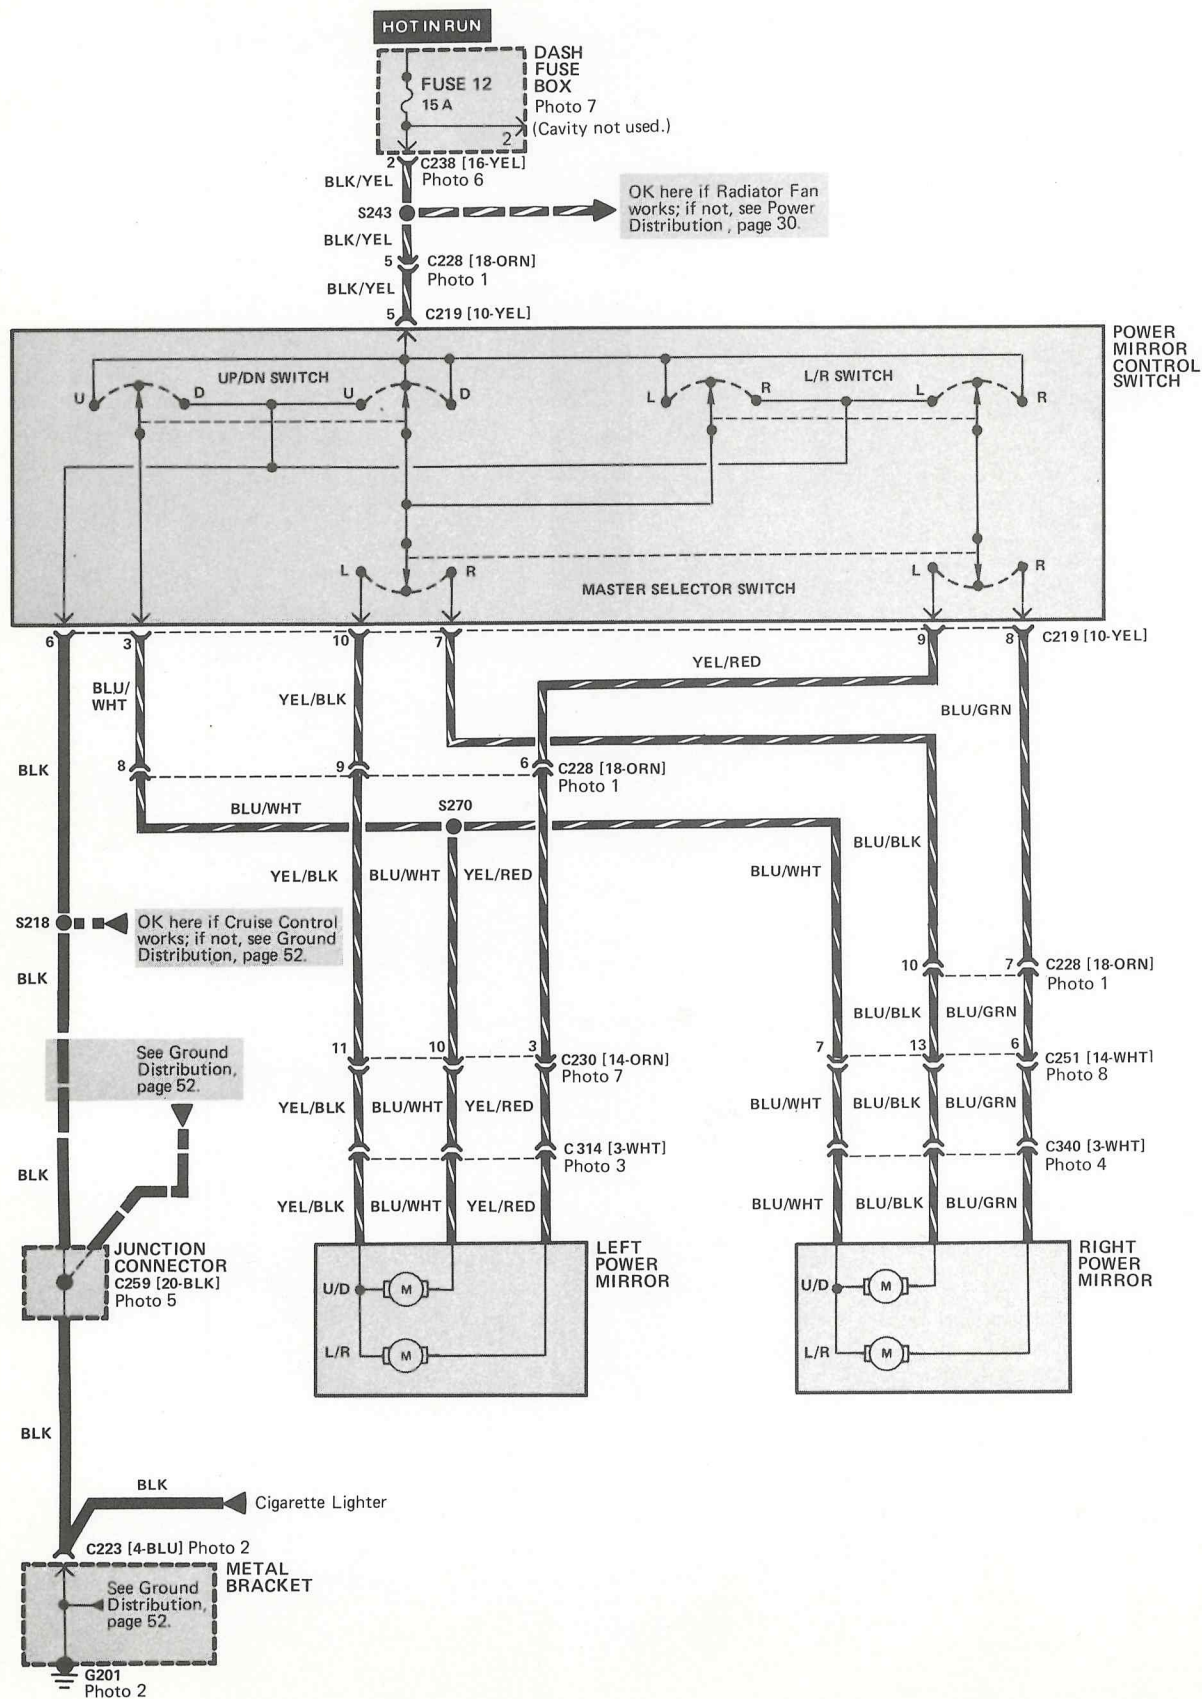 HOT IN RUN
DASH
FUSE
BOX
Photo 7
(Cavity not used.)
FUSE 12
15 A
2
2
C238 [16-YEL]
Photo 6
BLK/YEL
S243
OK here if Radiator Fan
works; if not, see Power
Distribution, page 30.
BLK/YEL
5
C228 [18-ORN]
Photo 1
BLK/YEL
5
C219 [10-YEL]
POWER
MIRROR
CONTROL
SWITCH
UP/DN SWITCH
L/R SWITCH
U
D
U
D
L
R
L
R
L
R
MASTER SELECTOR SWITCH
L
R
6
3
10
7
9
8
C219 [10-YEL]
YEL/RED
BLU/
WHT
YEL/BLK
BLU/GRN
BLK
8
9
6
C228 [18-ORN]
Photo 1
BLU/WHT
S270
BLU/BLK
YEL/BLK
BLU/WHT
YEL/RED
BLU/WHT
S218
OK here if Cruise Control
works; if not, see Ground
Distribution, page 52.
BLK
10
7
C228 [18-ORN]
Photo 1
BLU/BLK
BLU/GRN
See Ground
Distribution,
page 52.
11
10
3
C230 [14-ORN]
Photo 7
7
13
6
C251 [14-WHT]
Photo 8
YEL/BLK
BLU/WHT
YEL/RED
BLU/WHT
BLU/BLK
BLU/GRN
C314 [3-WHT]
Photo 3
C340 [3-WHT]
Photo 4
BLK
YEL/BLK
BLU/WHT
YEL/RED
BLU/WHT
BLU/BLK
BLU/GRN
JUNCTION
CONNECTOR
C259 [20-BLK]
Photo 5
LEFT
POWER
MIRROR
RIGHT
POWER
MIRROR
U/D
M
L/R
M
U/D
M
L/R
M
BLK
BLK
Cigarette Lighter
C223 [4-BLU] Photo 2
METAL
BRACKET
See Ground
Distribution,
page 52.
G201
Photo 2